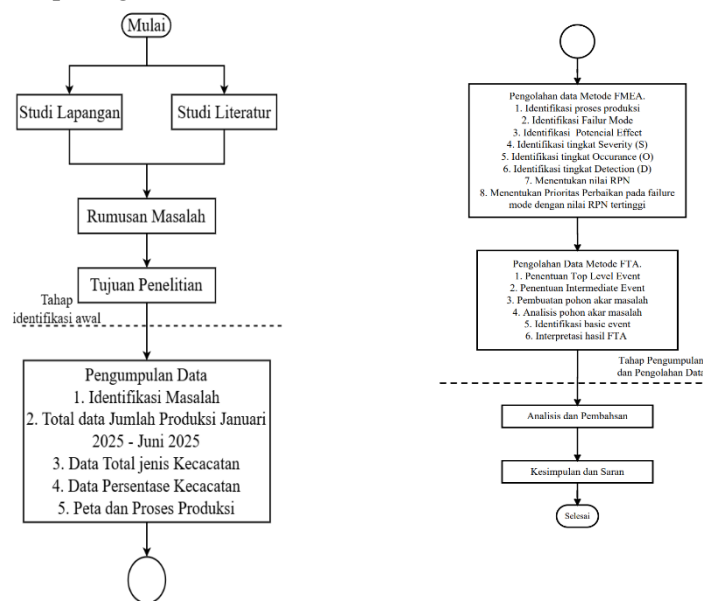 Mulai
Studi Lapangan
Studi Literatur
Rumusan Masalah
Tujuan Penelitian
Tahap
identifikasi awal
Pengumpulan Data
1. Identifikasi Masalah
2. Total data Jumlah Produksi Januari
2025 - Juni 2025
3. Data Total jenis Kecacatan
4. Data Persentase Kecacatan
5. Peta dan Proses Produksi
Pengolahan data Metode FMEA.
1. Identifikasi proses produksi
2. Identifikasi Failur Mode
3. Identifikasi Potencial Effect
4. Identifikasi tingkat Severity (S)
5. Identifikasi tingkat Occurance (O)
6. Identifikasi tingkat Detection (D)
7. Menentukan nilai RPN
8. Menentukan Prioritas Perbaikan pada failure
mode dengan nilai RPN tertinggi
Pengolahan Data Metode FTA.
1. Penentuan Top Level Event
2. Penentuan Intermediate Event
3. Pembuatan pohon akar masalah
4. Analisis pohon akar masalah
5. Identifikasi basic event
6. Interpretasi hasil FTA
Tahap Pengumpulan
dan Pengolahan Data
Analisis dan Pembahsan
Kesimpulan dan Saran
Selesai